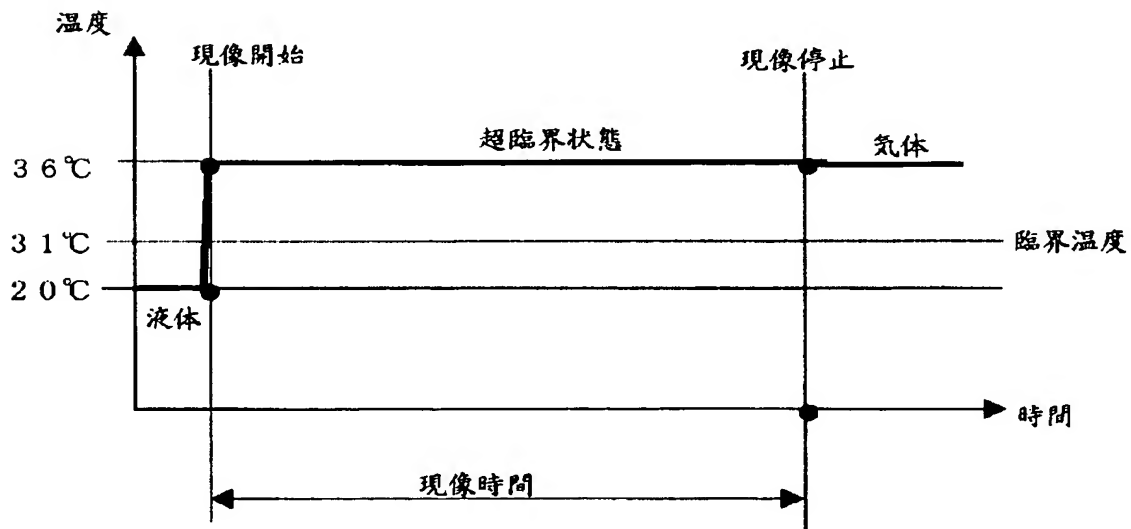 温度
現像開始
現像停止
超臨界状態
気体
３６℃
３１℃
臨界温度
２０℃
液体
時間
現像時間